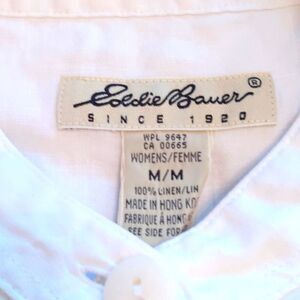 Eddie Bauer ®
SINCE 1920
WPL 9647
CA 00665
WOMENS/FEMME
M/M
100% LINEN/LIN
MADE IN HONG KO
FABRIQUÉ À HONG
SEE SIDE FOR